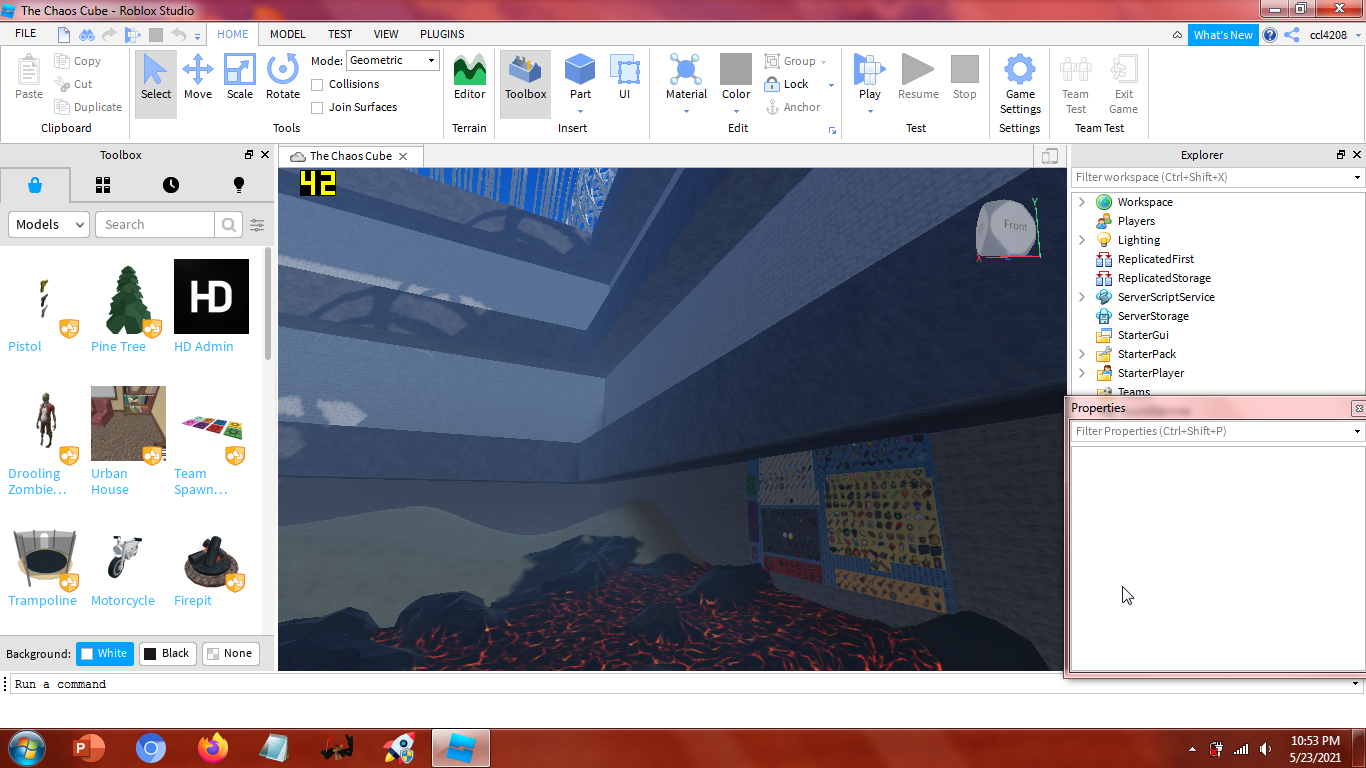 The Chaos Cube - Roblox Studio
FILE HOME MODEL TEST VIEW PLUGINS What's New ccl4208
Paste Copy Cut Duplicate
Clipboard
Select Move Scale Rotate
Mode: Geometric
Collisions
Join Surfaces
Tools
Editor
Terrain
Toolbox Part UI
Insert
Material Color Group Lock Anchor
Edit
Play Resume Stop
Test
Game Settings
Settings
Team Test Exit Game
Team Test
Toolbox
Models Search
Pistol Pine Tree HD Admin
HD
Drooling Zombie... Urban House Team Spawn...
Trampoline Motorcycle Firepit
Background: White Black None
The Chaos Cube
42
Front
Y
X
Explorer
Filter workspace (Ctrl+Shift+X)
Workspace
Players
Lighting
ReplicatedFirst
ReplicatedStorage
ServerScriptService
ServerStorage
StarterGui
StarterPack
StarterPlayer
Teams
Properties
Filter Properties (Ctrl+Shift+P)
Run a command
10:53 PM
5/23/2021